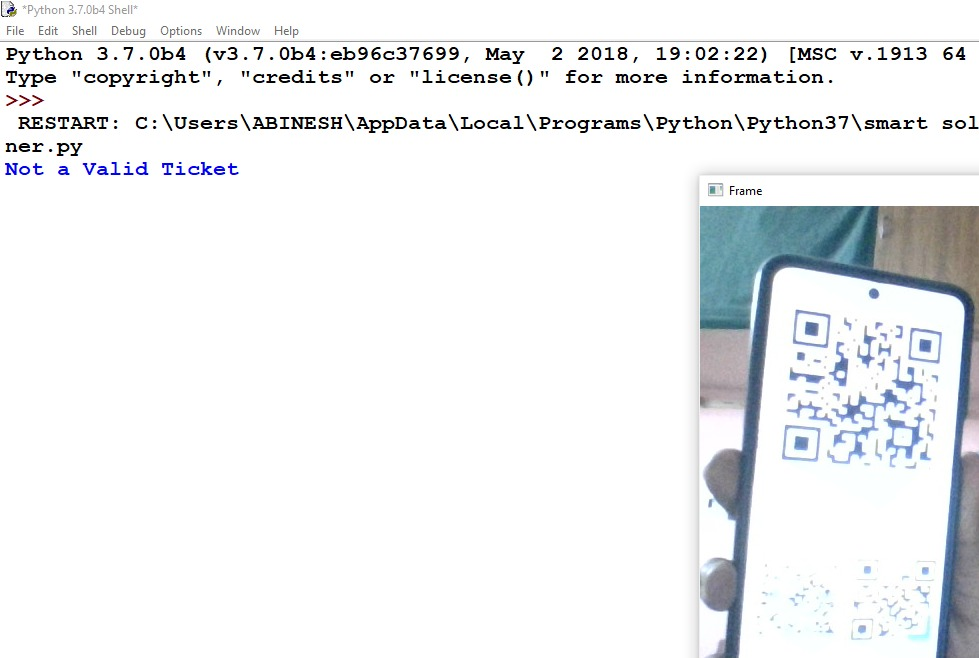 *Python 3.7.0b4 Shell*
File Edit Shell Debug Options Window Help
Python 3.7.0b4 (v3.7.0b4:eb96c37699, May  2 2018, 19:02:22) [MSC v.1913 64
Type "copyright", "credits" or "license()" for more information.
>>>
RESTART: C:\Users\ABINESH\AppData\Local\Programs\Python\Python37\smart sol
ner.py
Not a Valid Ticket
Frame